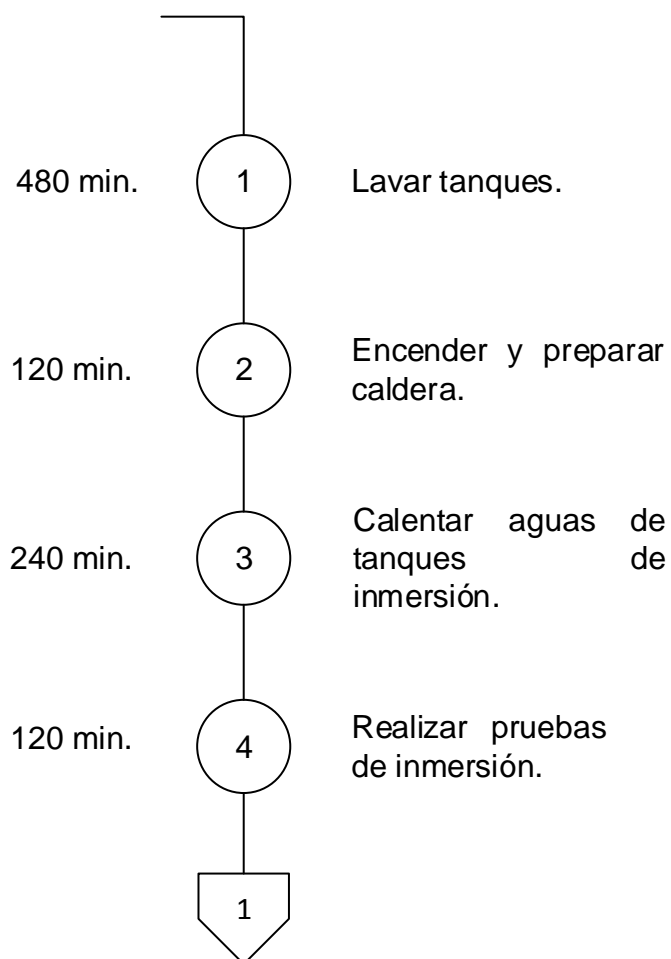 480 min.
1
Lavar tanques.
120 min.
2
Encender y preparar
caldera.
240 min.
3
Calentar aguas de
tanques de
inmersión.
120 min.
4
Realizar pruebas
de inmersión.
1